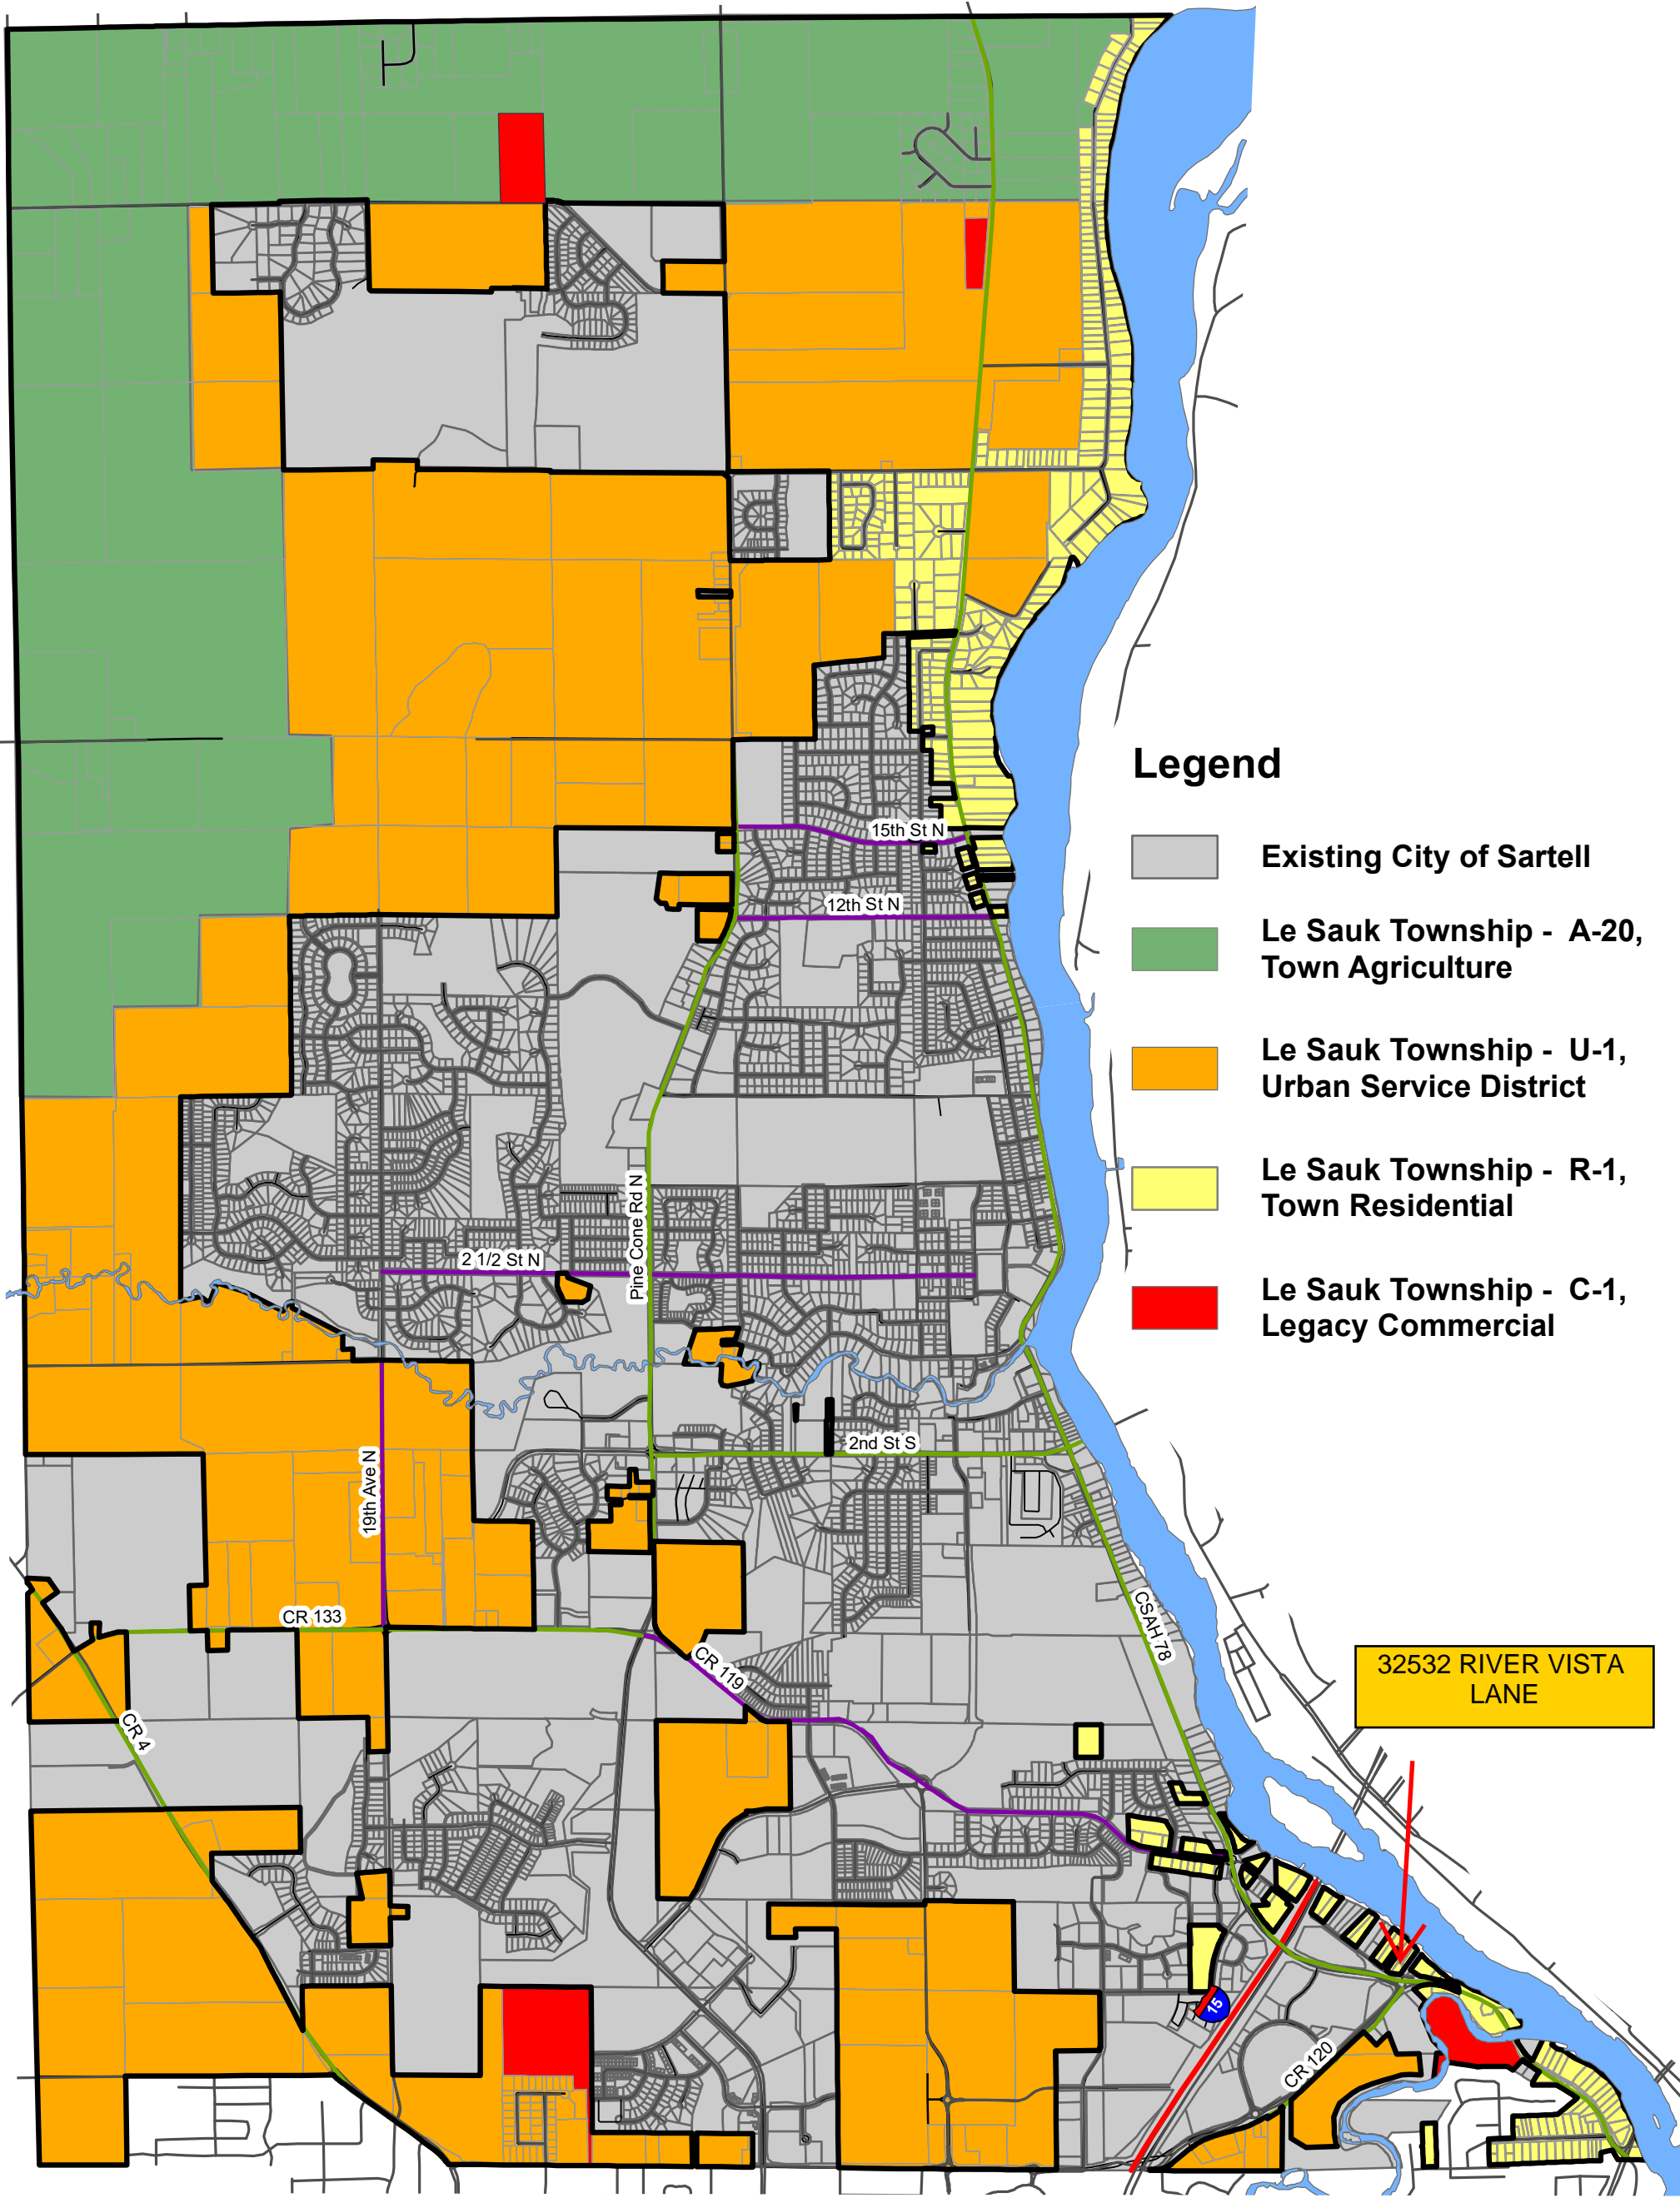 15th St N
12th St N
2 1/2 St N
Pine Cone Rd N
2nd St S
19th Ave N
CR 133
CR 119
CR 4
CSAH 78
15
CR 120
Legend
Existing City of Sartell
Le Sauk Township - A-20,
Town Agriculture
Le Sauk Township - U-1,
Urban Service District
Le Sauk Township - R-1,
Town Residential
Le Sauk Township - C-1,
Legacy Commercial
32532 RIVER VISTA
LANE